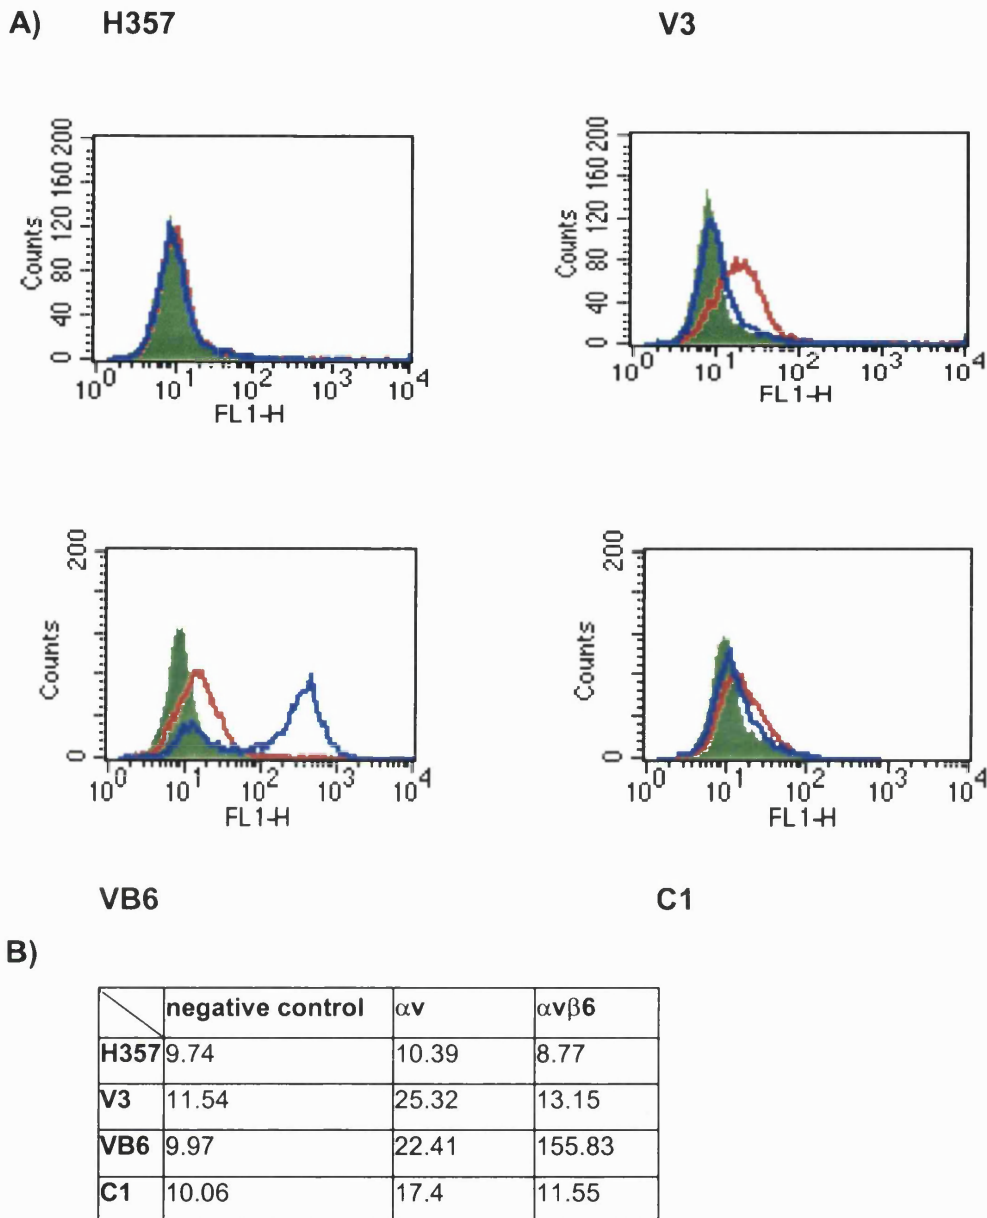 A) H357 V3
200
160
120
80
40
0
Counts
10^0 10^1 10^2 10^3 10^4
FL1-H
200
160
120
80
40
0
Counts
10^0 10^1 10^2 10^3 10^4
FL1-H
200
0
Counts
10^0 10^1 10^2 10^3 10^4
FL1-H
200
0
Counts
10^0 10^1 10^2 10^3 10^4
FL1-H
VB6 C1
B)
negative control αv αvβ6
H357 9.74 10.39 8.77
V3 11.54 25.32 13.15
VB6 9.97 22.41 155.83
C1 10.06 17.4 11.55